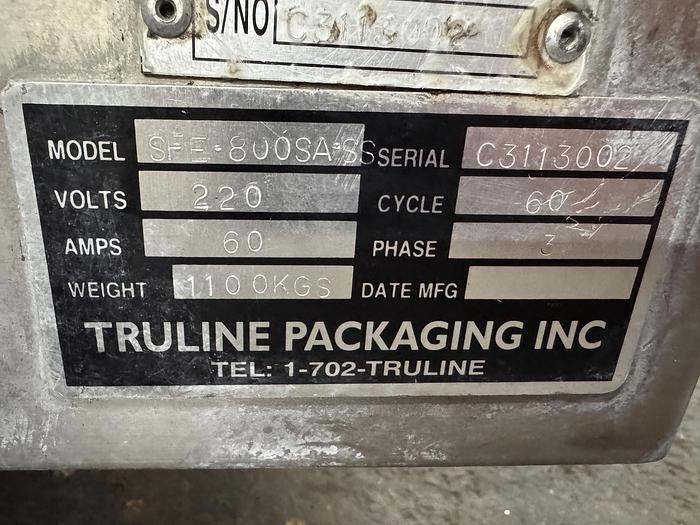 S/NO C3113002
MODEL SFE-800SA-SS SERIAL C3113002
VOLTS 220 CYCLE 60
AMPS 60 PHASE 3
WEIGHT 1100KGS DATE MFG
TRULINE PACKAGING INC
TEL: 1-702-TRULINE